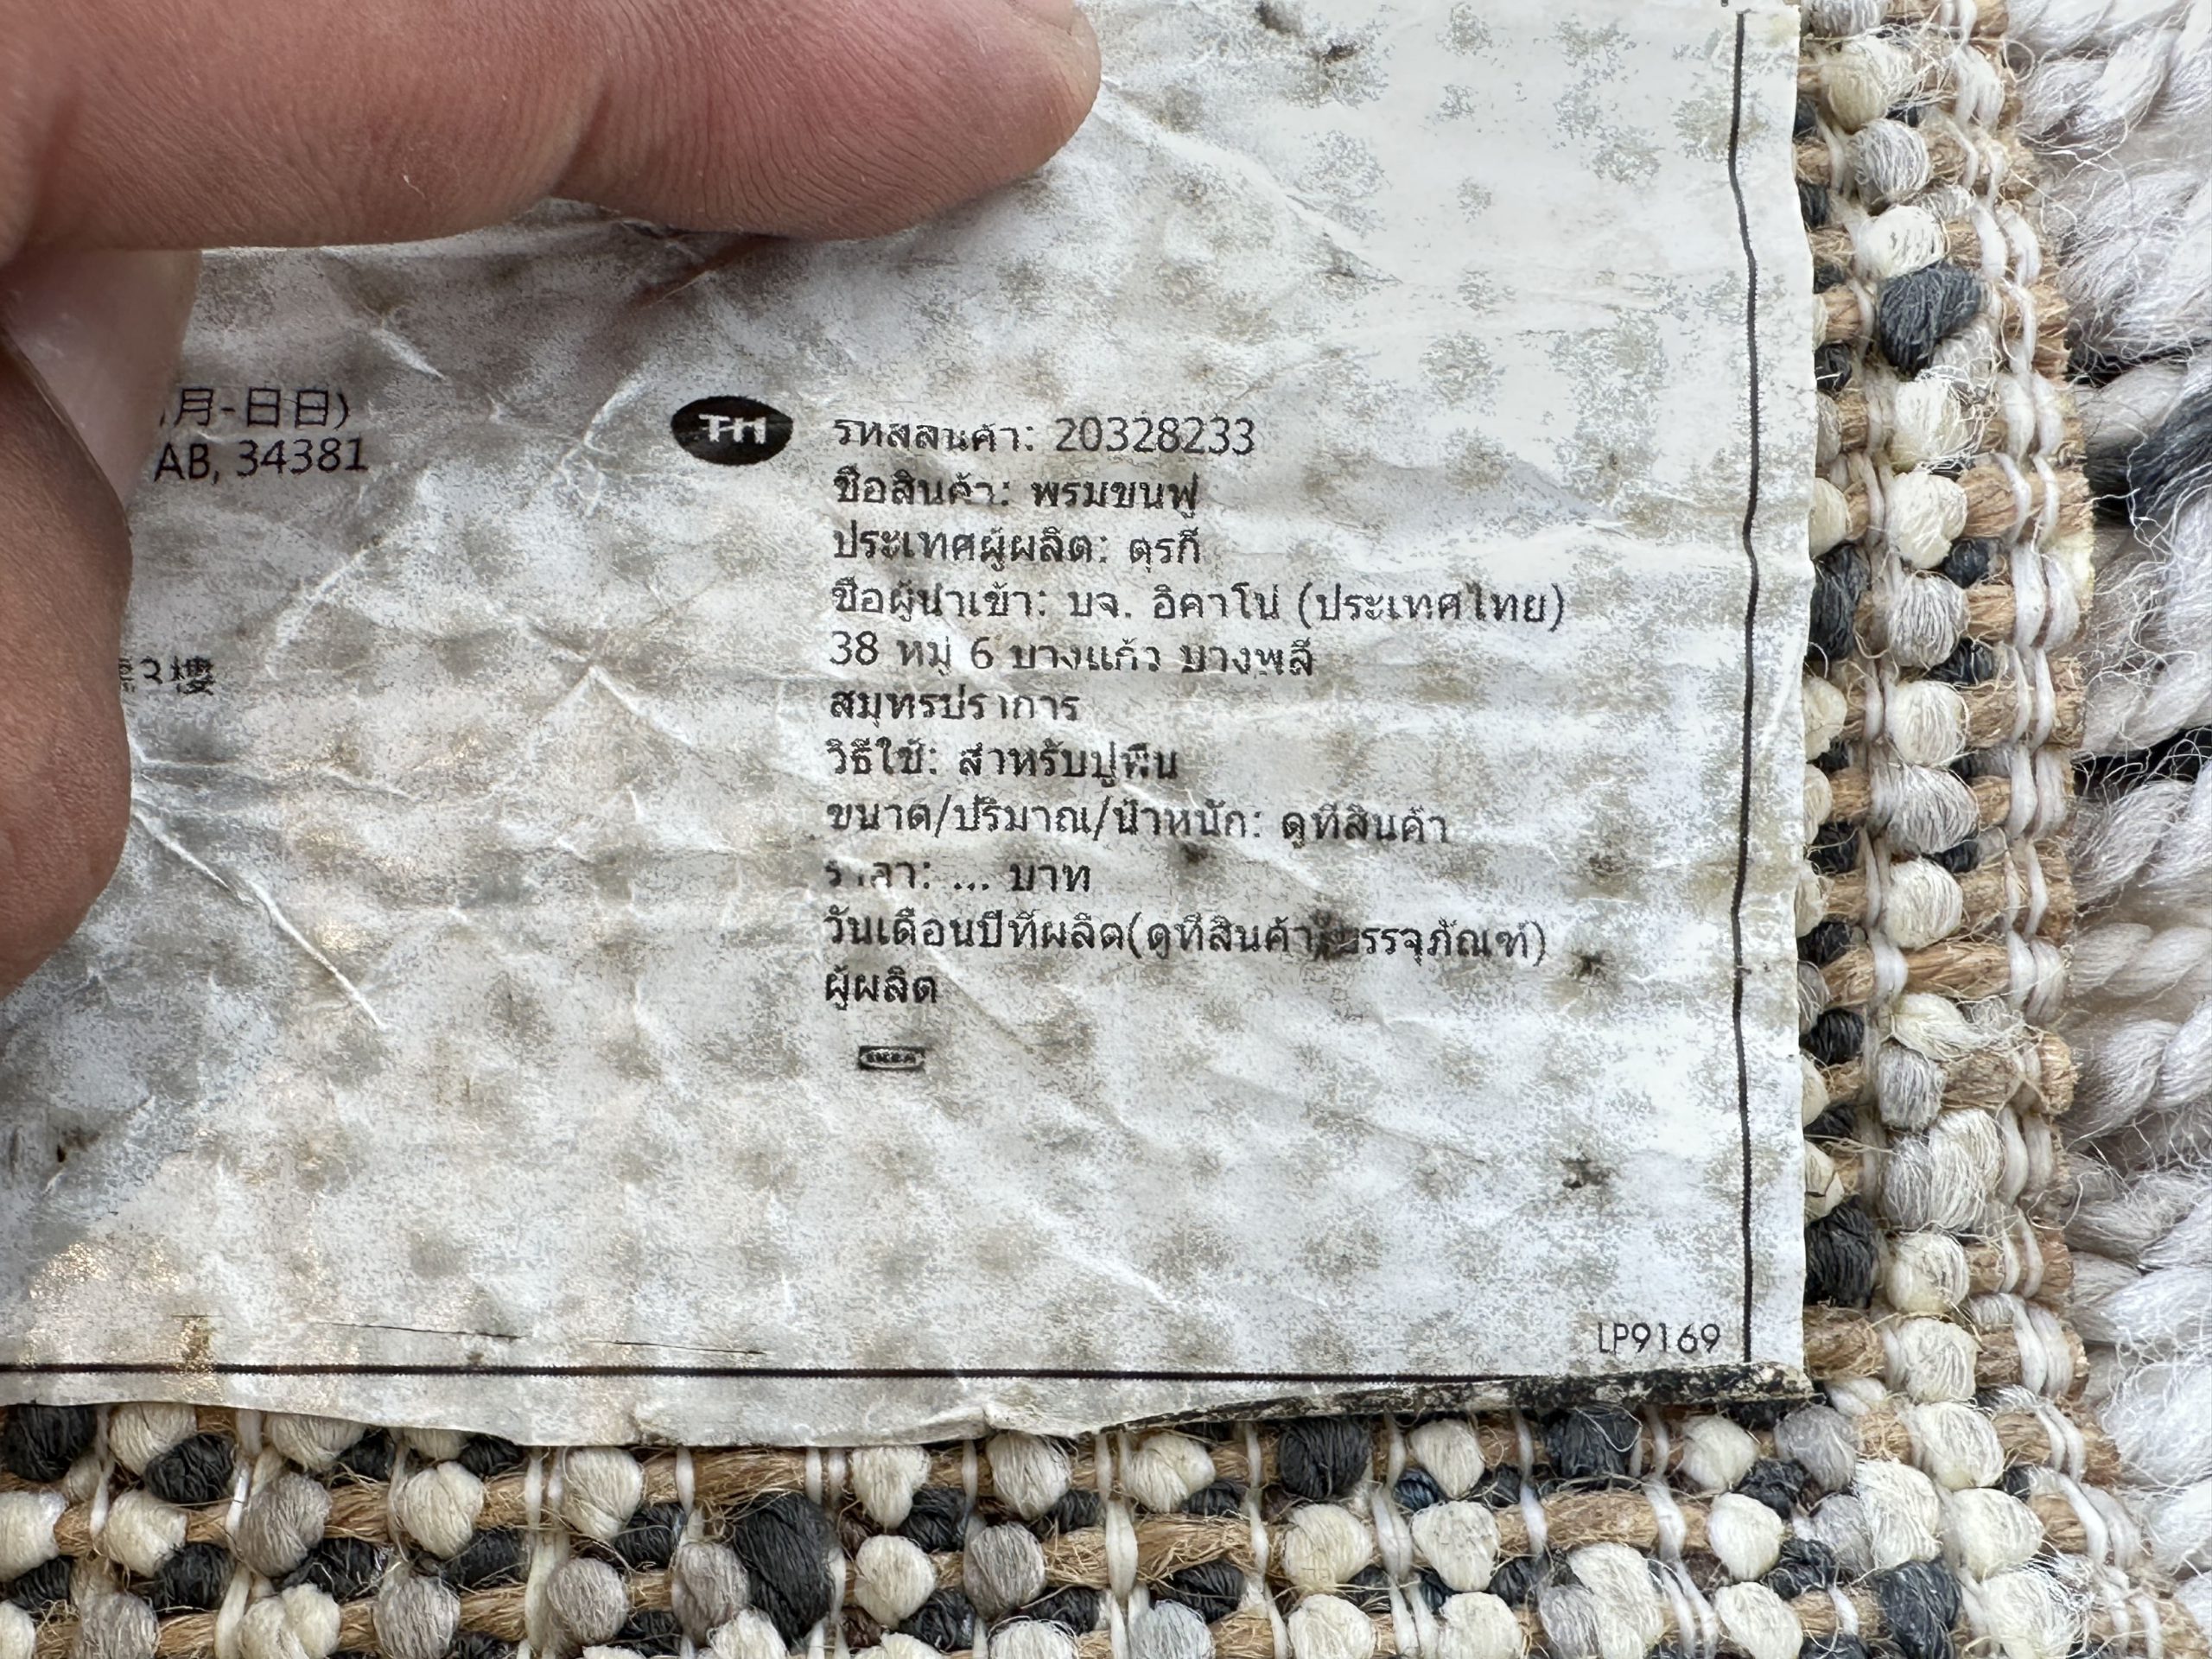 月-日日)
AB, 34381
3樓
TH
รหัสสินค้า: 20328233
ชื่อสินค้า: พรมขนฟู
ประเทศผู้ผลิต: ตุรกี
ชื่อผู้นำเข้า: บจ. อิคาโน่ (ประเทศไทย)
38 หมู่ 6 บางแก้ว บางพลี
สมุทรปราการ
วิธีใช้: สำหรับปูพื้น
ขนาด/ปริมาณ/น้ำหนัก: ดูที่สินค้า
ราคา: ... บาท
วันเดือนปีที่ผลิต(ดูที่สินค้า/บรรจุภัณฑ์)
ผู้ผลิต
IKEA
LP9169